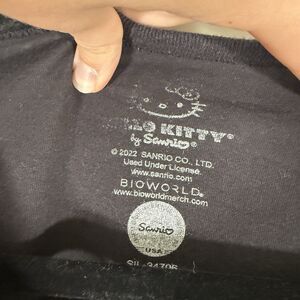 KITTY®
by Sanrio®
© 2022 SANRIO CO., LTD.
Used Under License.
www.sanrio.com
BIOWORLD®
www.bioworldmerch.com
Sanrio
USA